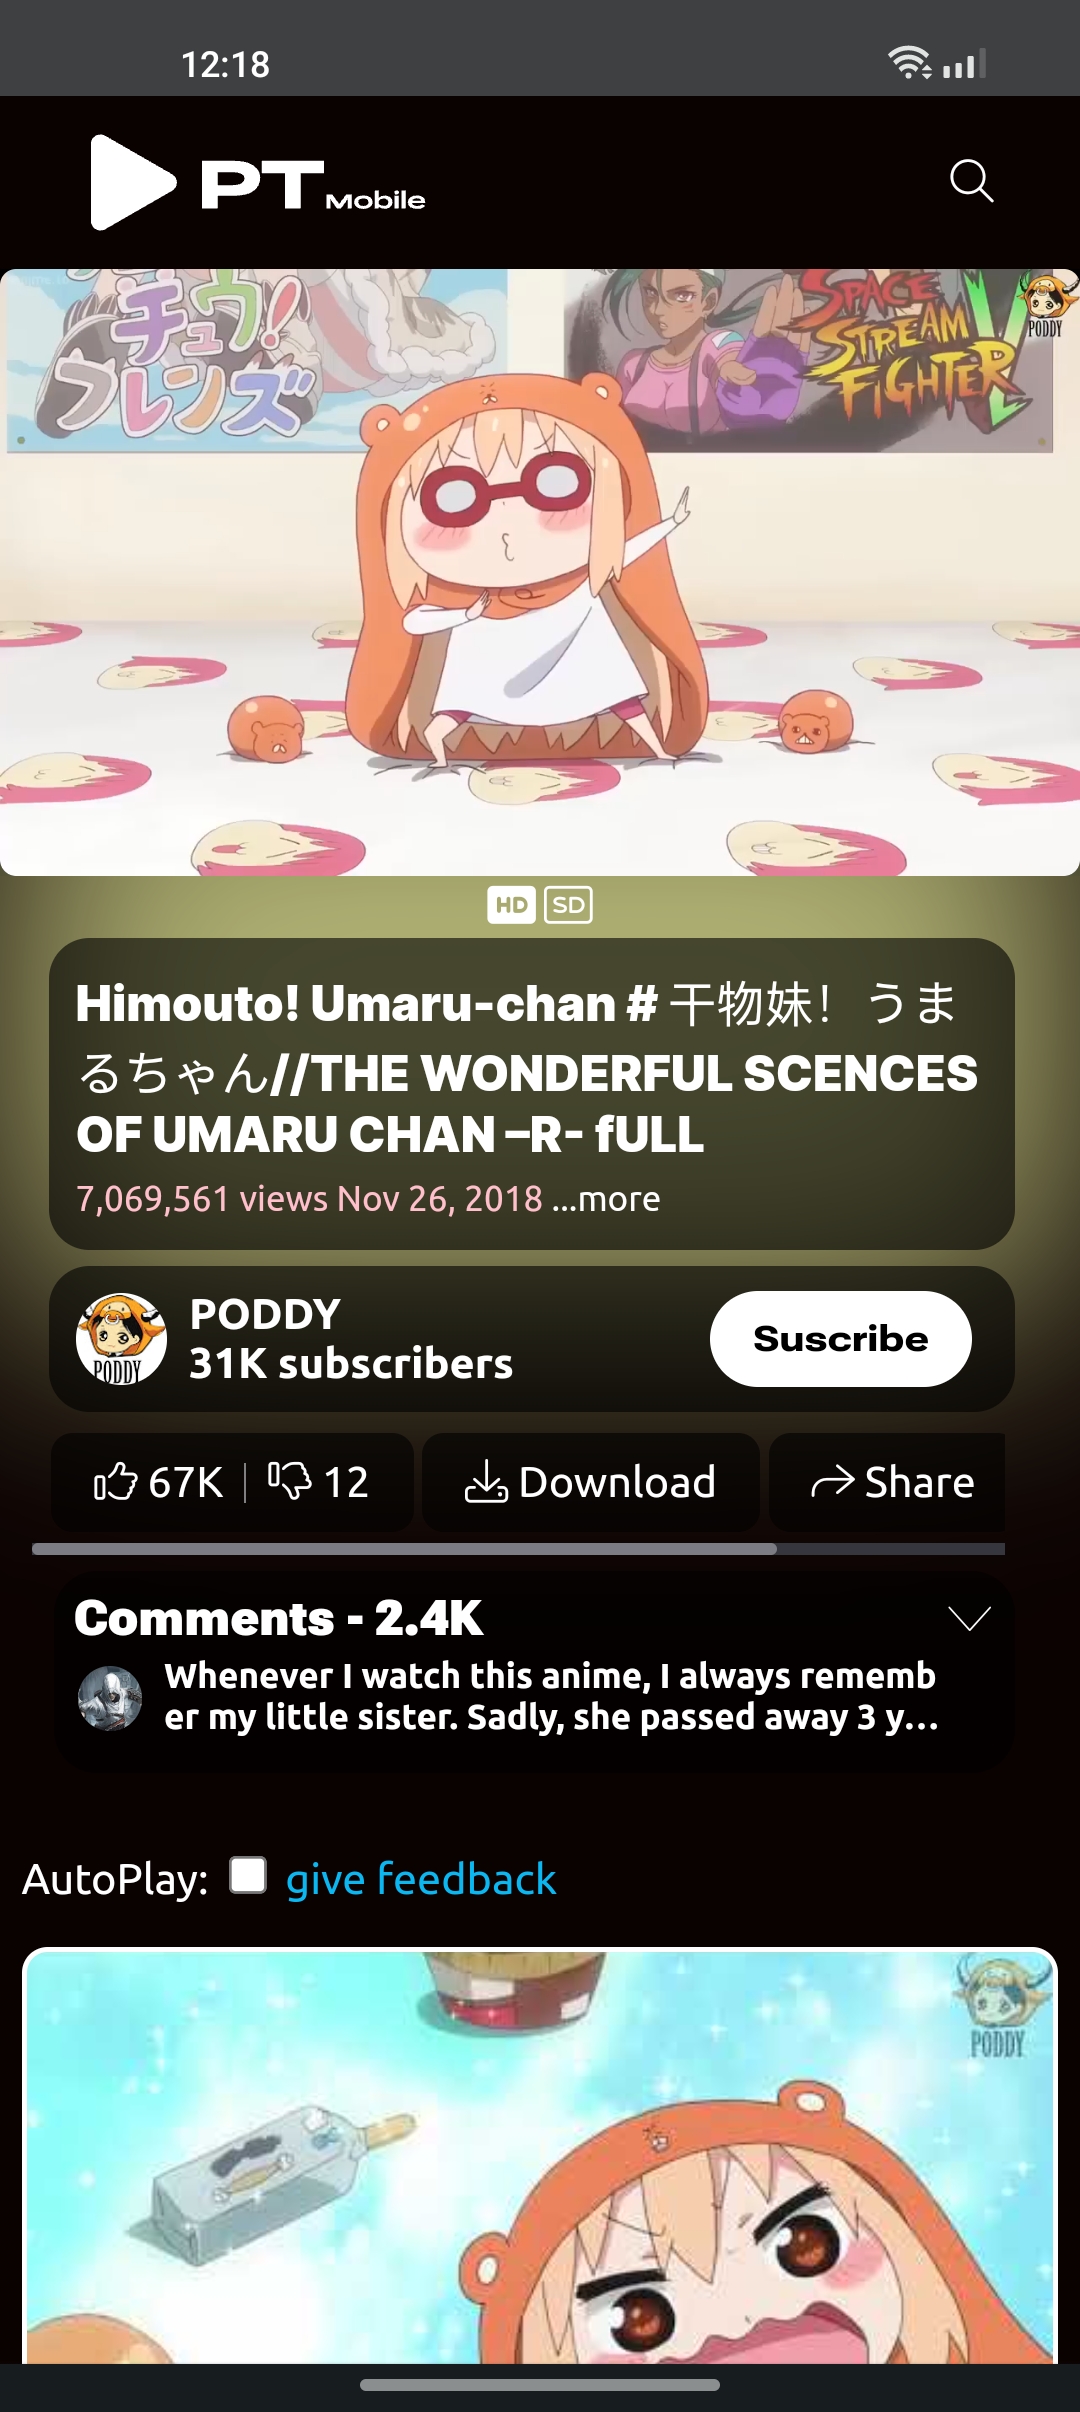 12:18
PT Mobile
チュウ!
フレンズ
SPACE
STREAM
FIGHTER
V
PODDY
HD SD
Himouto! Umaru-chan # 干物妹！うま
るちゃん//THE WONDERFUL SCENCES
OF UMARU CHAN –R- fULL
7,069,561 views Nov 26, 2018 ...more
PODDY
PODDY
31K subscribers
Suscribe
67K | 12
Download
Share
Comments - 2.4K
Whenever I watch this anime, I always rememb
er my little sister. Sadly, she passed away 3 y...
AutoPlay: give feedback
PODDY